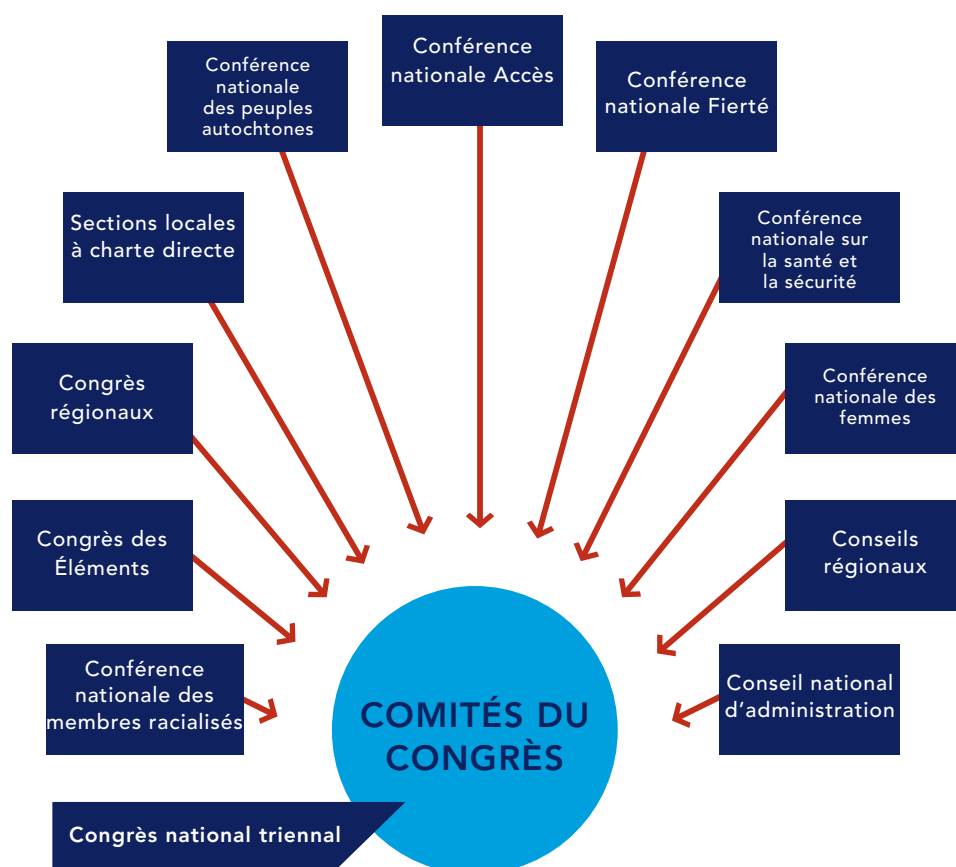 Conférence
nationale Accès
Conférence
nationale
des peuples
autochtones
Conférence
nationale Fierté
Sections locales
à charte directe
Conférence
nationale sur
la santé et
la sécurité
Congrès
régionaux
Conférence
nationale des
femmes
Congrès des
Éléments
Conseils
régionaux
Conférence
nationale des
membres racialisés
Conseil national
d’administration
COMITÉS DU
CONGRÈS
Congrès national triennal